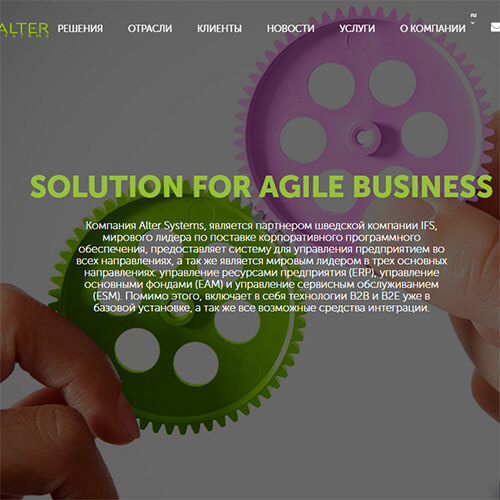 ALTER
SYSTEMS
РЕШЕНИЯ ОТРАСЛИ КЛИЕНТЫ НОВОСТИ УСЛУГИ О КОМПАНИИ ru
SOLUTION FOR AGILE BUSINESS
Компания Alter Systems, является партнером шведской компании IFS,
мирового лидера по поставке корпоративного программного
обеспечения, предоставляет систему для управления предприятием во
всех направлениях, а так же является мировым лидером в трех основных
направлениях: управление ресурсами предприятия (ERP), управление
основными фондами (EAM) и управление сервисным обслуживанием
(ESM). Помимо этого, включает в себя технологии B2B и B2E уже в
базовой установке, а так же все возможные средства интеграции.